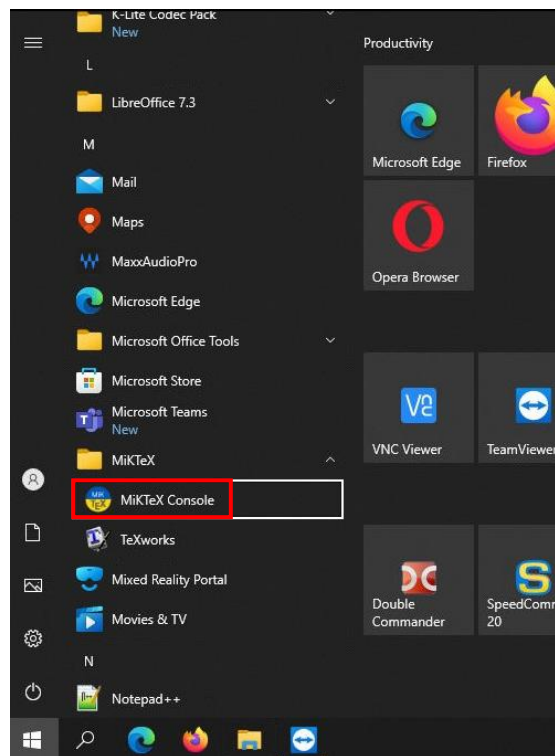 K-Lite Codec Pack
New
L
LibreOffice 7.3
M
Mail
Maps
MaxxAudioPro
Microsoft Edge
Microsoft Office Tools
Microsoft Store
Microsoft Teams
New
MiKTeX
MiKTeX Console
TeXworks
Mixed Reality Portal
Movies & TV
N
Notepad++
Productivity
Microsoft Edge
Firefox
Opera Browser
VNC Viewer
TeamViewer
Double
Commander
SpeedComm
20